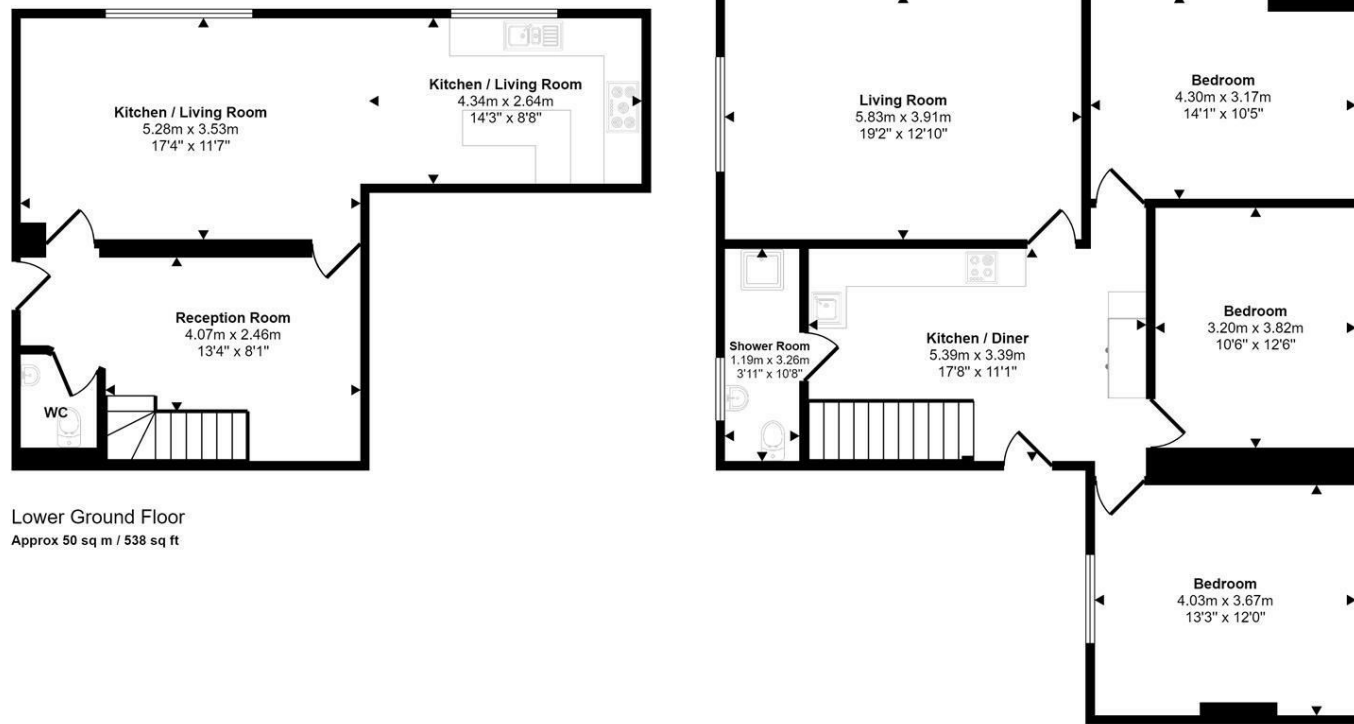 Kitchen / Living Room
5.28m x 3.53m
17'4" x 11'7"
Kitchen / Living Room
4.34m x 2.64m
14'3" x 8'8"
Reception Room
4.07m x 2.46m
13'4" x 8'1"
WC
Lower Ground Floor
Approx 50 sq m / 538 sq ft
Living Room
5.83m x 3.91m
19'2" x 12'10"
Bedroom
4.30m x 3.17m
14'1" x 10'5"
Shower Room
1.19m x 3.26m
3'11" x 10'8"
Kitchen / Diner
5.39m x 3.39m
17'8" x 11'1"
Bedroom
3.20m x 3.82m
10'6" x 12'6"
Bedroom
4.03m x 3.67m
13'3" x 12'0"